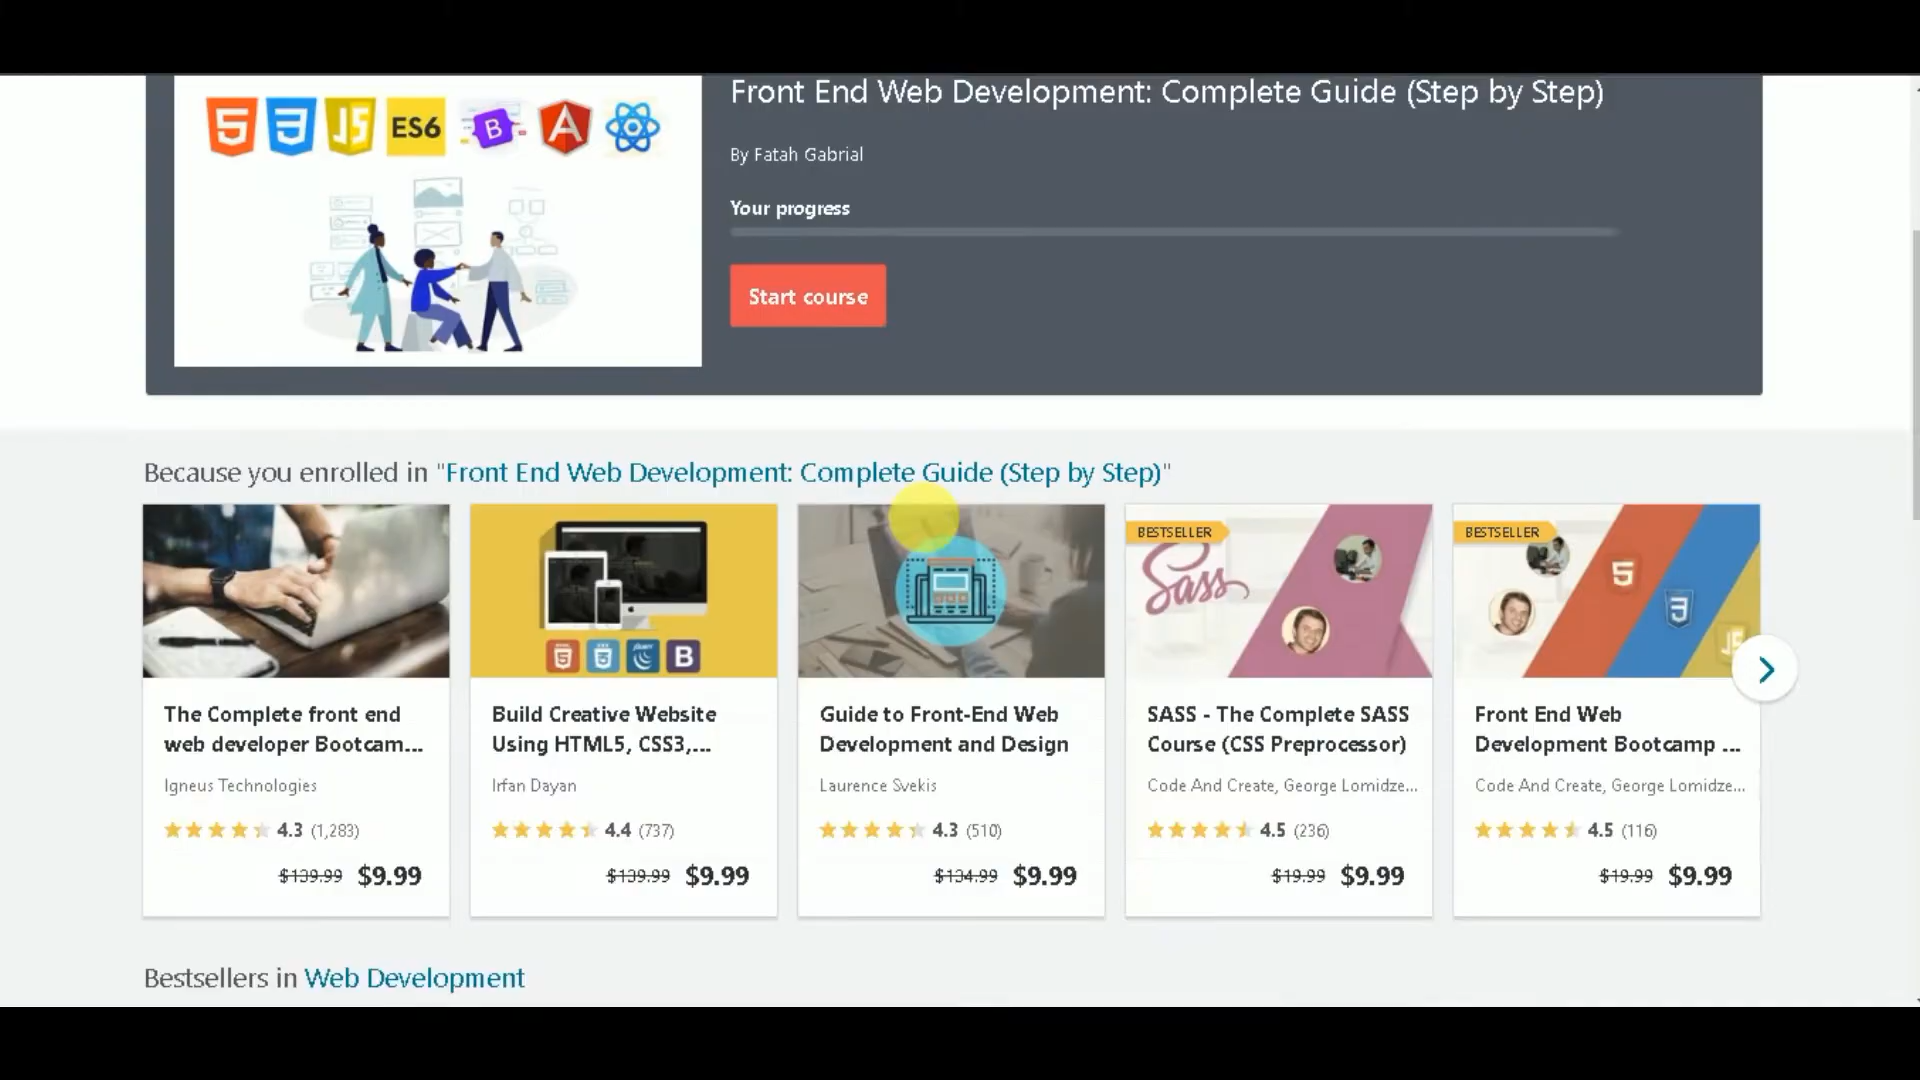 ES6
Front End Web Development: Complete Guide (Step by Step)
By Fatah Gabrial
Your progress
Start course
Because you enrolled in "Front End Web Development: Complete Guide (Step by Step)"
BESTSELLER
BESTSELLER
Sass
The Complete front end
web developer Bootcam...
Igneus Technologies
4.3 (1,283)
$139.99 $9.99
Build Creative Website
Using HTML5, CSS3,...
Irfan Dayan
4.4 (737)
$139.99 $9.99
Guide to Front-End Web
Development and Design
Laurence Svekis
4.3 (510)
$134.99 $9.99
SASS - The Complete SASS
Course (CSS Preprocessor)
Code And Create, George Lomidze...
4.5 (236)
$19.99 $9.99
Front End Web
Development Bootcamp ...
Code And Create, George Lomidze...
4.5 (116)
$19.99 $9.99
Bestsellers in Web Development